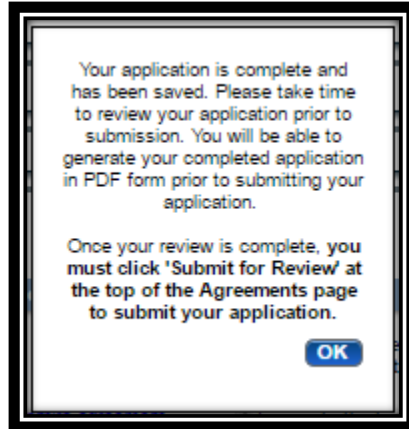 Your application is complete and
has been saved. Please take time
to review your application prior to
submission. You will be able to
generate your completed application
in PDF form prior to submitting your
application.
Once your review is complete, you
must click 'Submit for Review' at
the top of the Agreements page
to submit your application.
OK